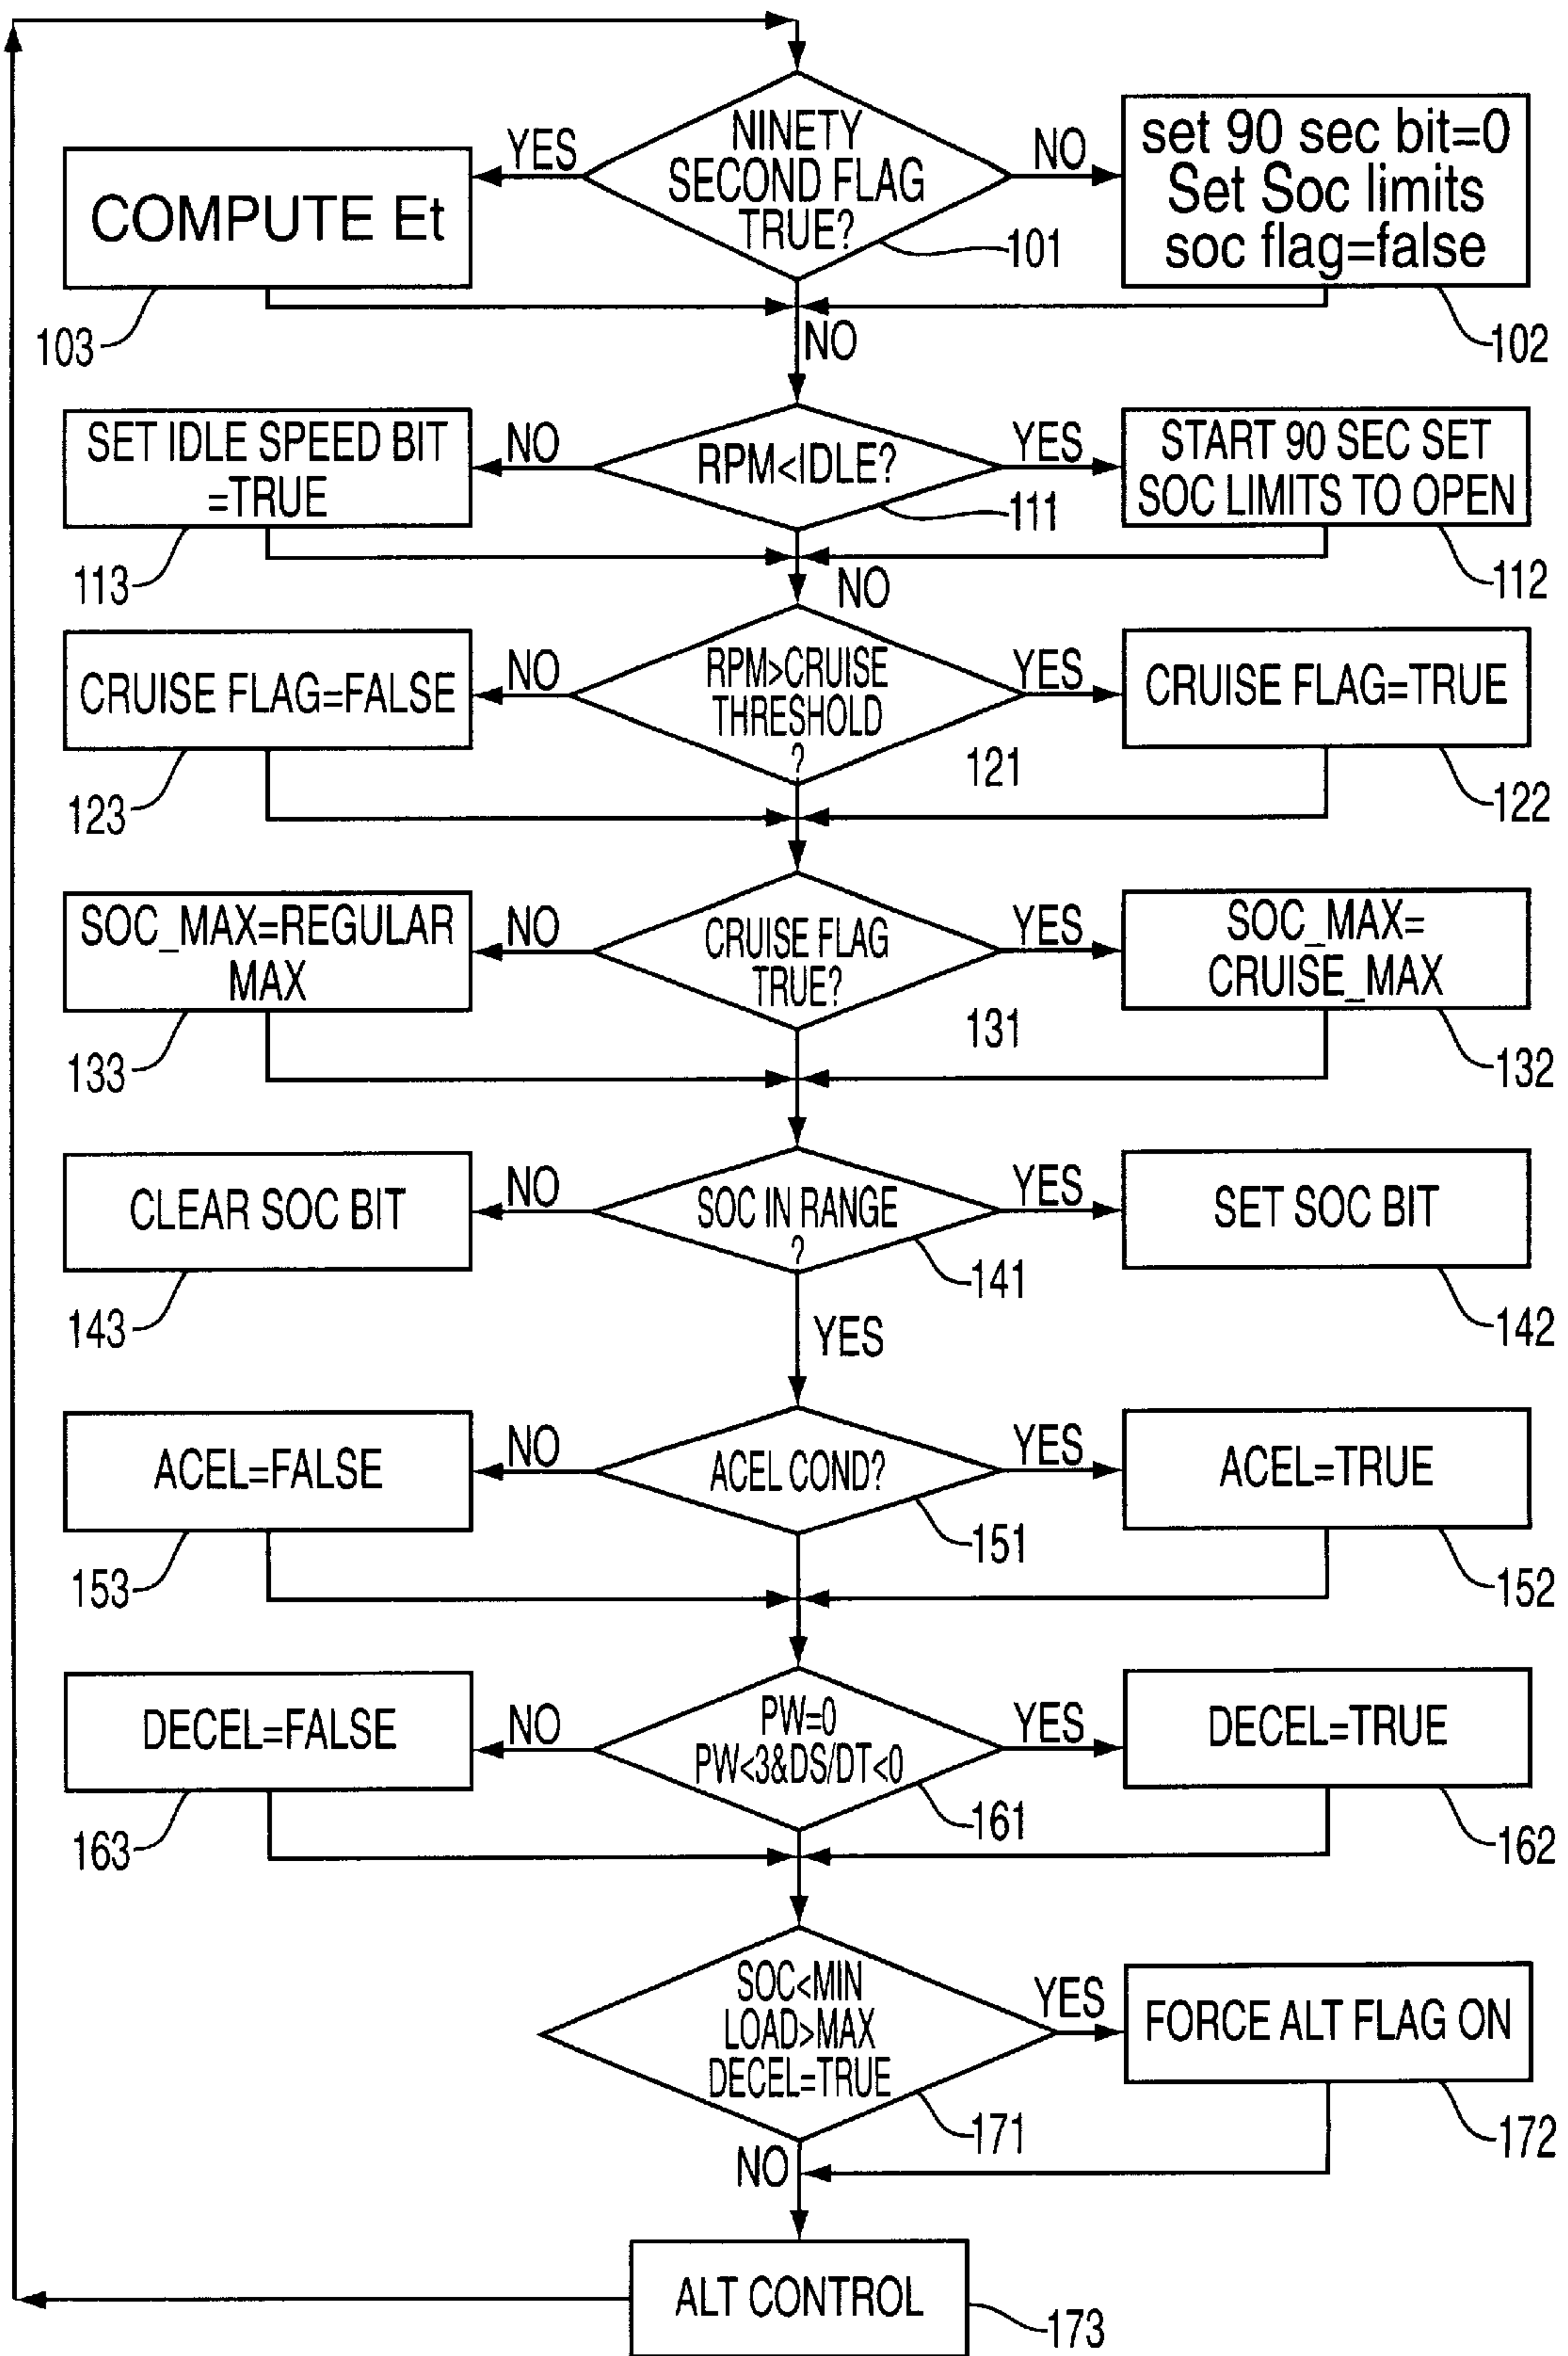 NINETY
SECOND FLAG
TRUE?
YES
NO
COMPUTE Et
set 90 sec bit=0
Set Soc limits
soc flag=false
101
103
102
NO
RPM<IDLE?
NO
YES
SET IDLE SPEED BIT
=TRUE
START 90 SEC SET
SOC LIMITS TO OPEN
111
113
112
NO
RPM>CRUISE
THRESHOLD
?
NO
YES
CRUISE FLAG=FALSE
CRUISE FLAG=TRUE
121
123
122
CRUISE FLAG
TRUE?
NO
YES
SOC_MAX=REGULAR
MAX
SOC_MAX=
CRUISE_MAX
131
133
132
SOC IN RANGE
?
NO
YES
CLEAR SOC BIT
SET SOC BIT
141
143
142
YES
ACEL COND?
NO
YES
ACEL=FALSE
ACEL=TRUE
151
153
152
PW=0
PW<3&DS/DT<0
NO
YES
DECEL=FALSE
DECEL=TRUE
161
163
162
SOC<MIN
LOAD>MAX
DECEL=TRUE
YES
FORCE ALT FLAG ON
171
172
NO
ALT CONTROL
173